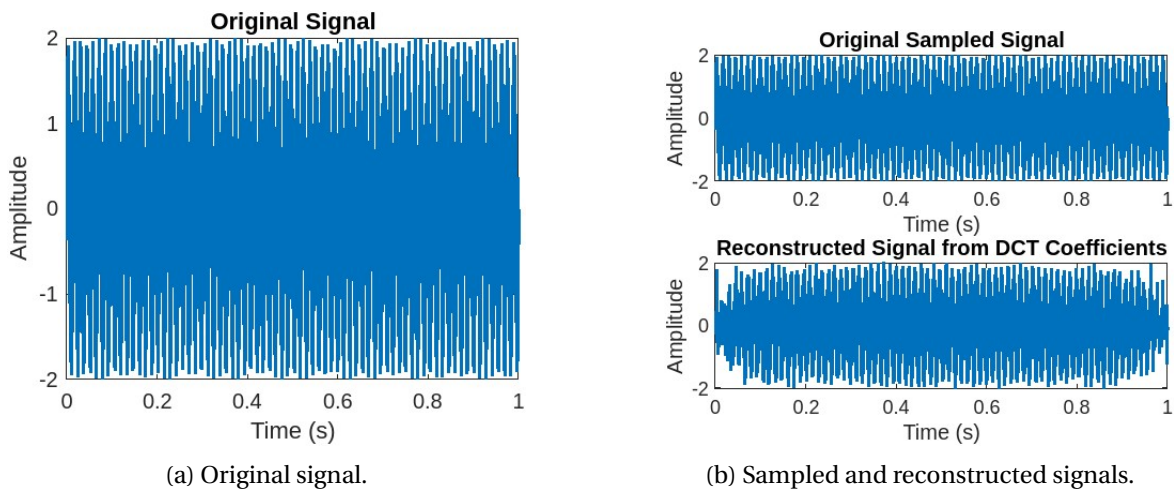 Original Signal
2
1
0
-1
-2
Amplitude
0 0.2 0.4 0.6 0.8 1
Time (s)
(a) Original signal.
Original Sampled Signal
2
0
-2
Amplitude
0 0.2 0.4 0.6 0.8 1
Time (s)
Reconstructed Signal from DCT Coefficients
2
0
-2
Amplitude
0 0.2 0.4 0.6 0.8 1
Time (s)
(b) Sampled and reconstructed signals.